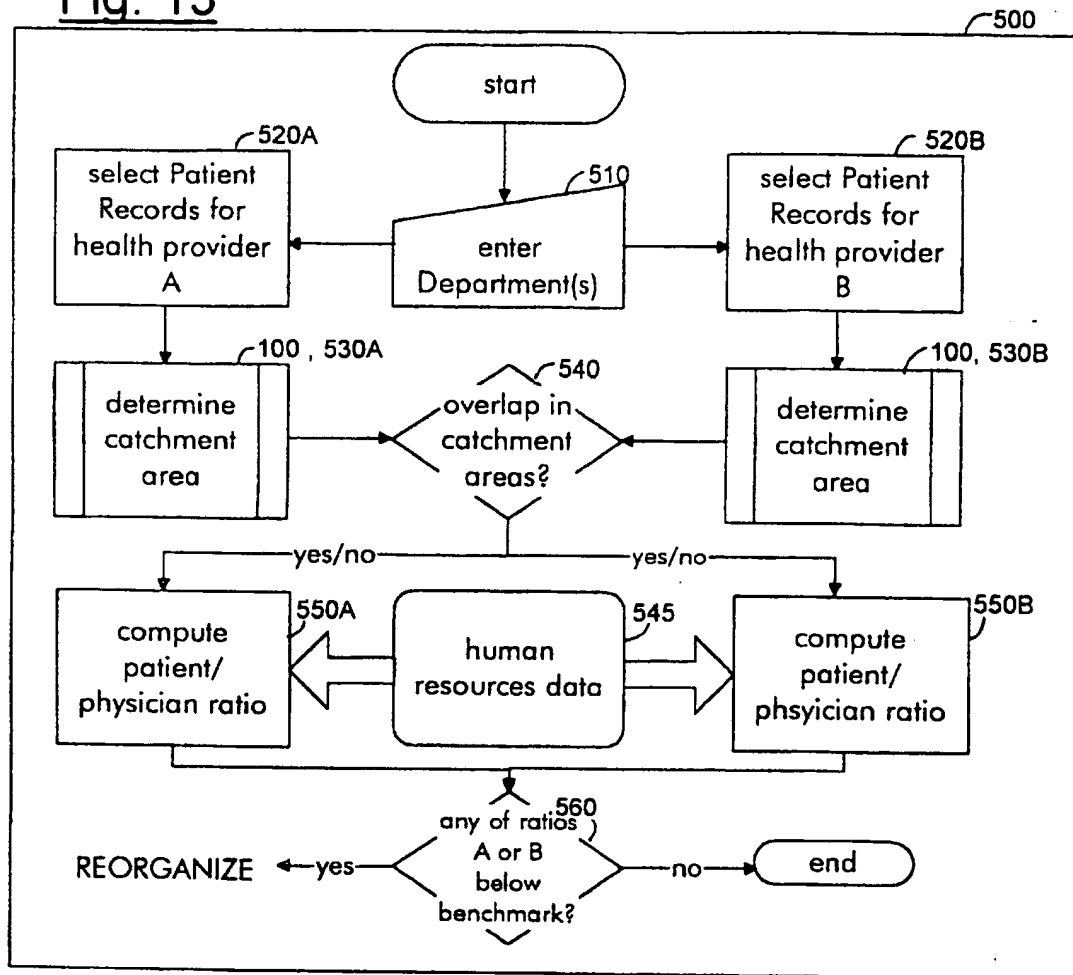 Fig. 13
500
start
520A
select Patient
Records for
health provider
A
510
enter
Department(s)
520B
select Patient
Records for
health provider
B
100 , 530A
determine
catchment
area
540
overlap in
catchment
areas?
100, 530B
determine
catchment
area
yes/no
yes/no
550A
compute
patient/
physician ratio
545
human
resources data
550B
compute
patient/
phsyician ratio
560
any of ratios
A or B
below
benchmark?
REORGANIZE
yes
no
end